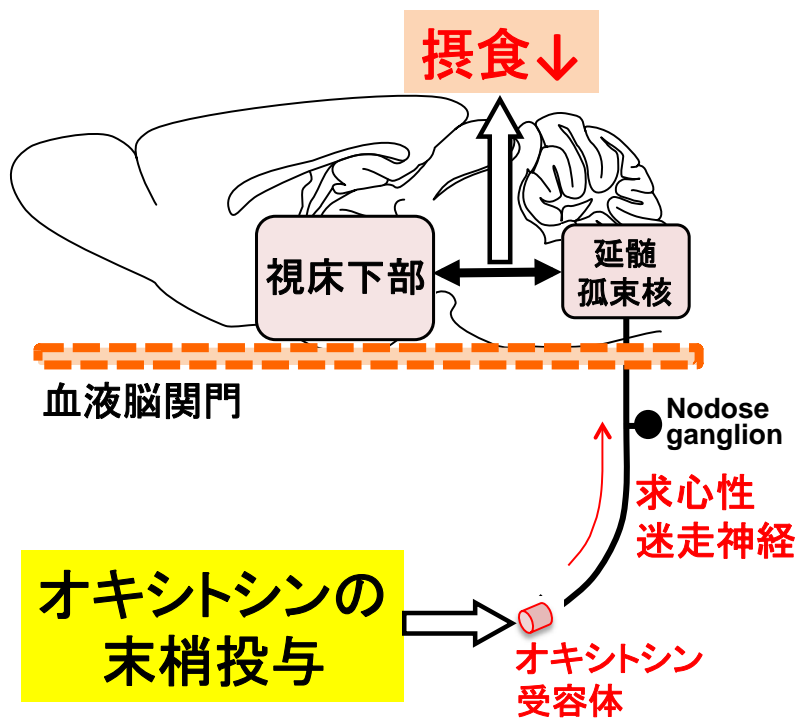 摂食↓
視床下部
延髄
孤束核
血液脳関門
Nodose
ganglion
求心性
迷走神経
オキシトシンの
末梢投与
オキシトシン
受容体